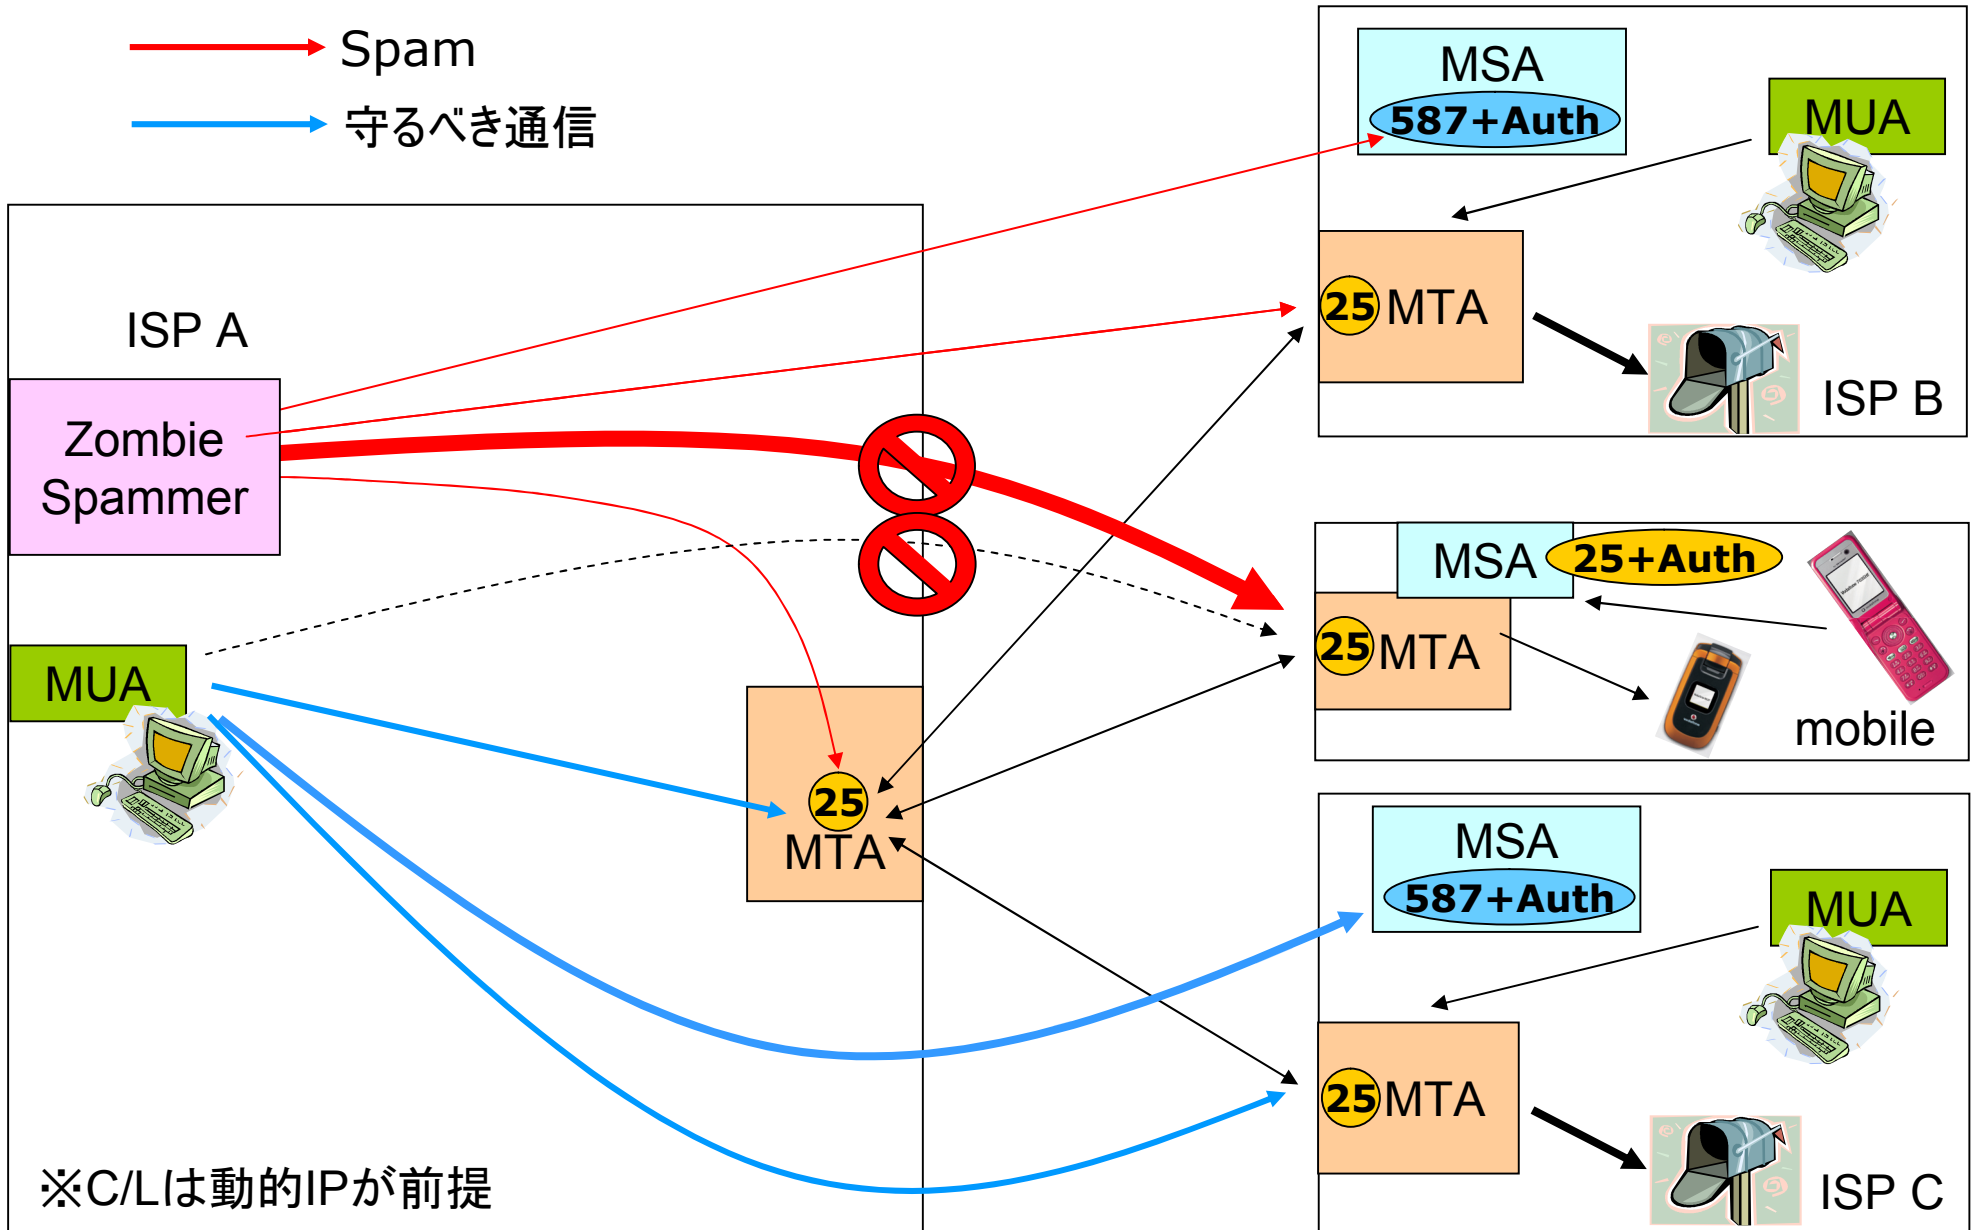 Spam
守るべき通信
ISP A
Zombie
Spammer
MUA
25
MTA
※C/Lは動的IPが前提
MSA
587+Auth
MUA
25 MTA
ISP B
MSA 25+Auth
25 MTA
mobile
MSA
587+Auth
MUA
25 MTA
ISP C